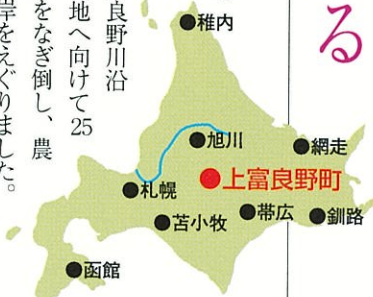 る
良野川沿
地へ向けて25
をなぎ倒し、農
岸をえぐりました。
稚内
旭川
網走
上富良野町
札幌
帯広
釧路
苫小牧
函館